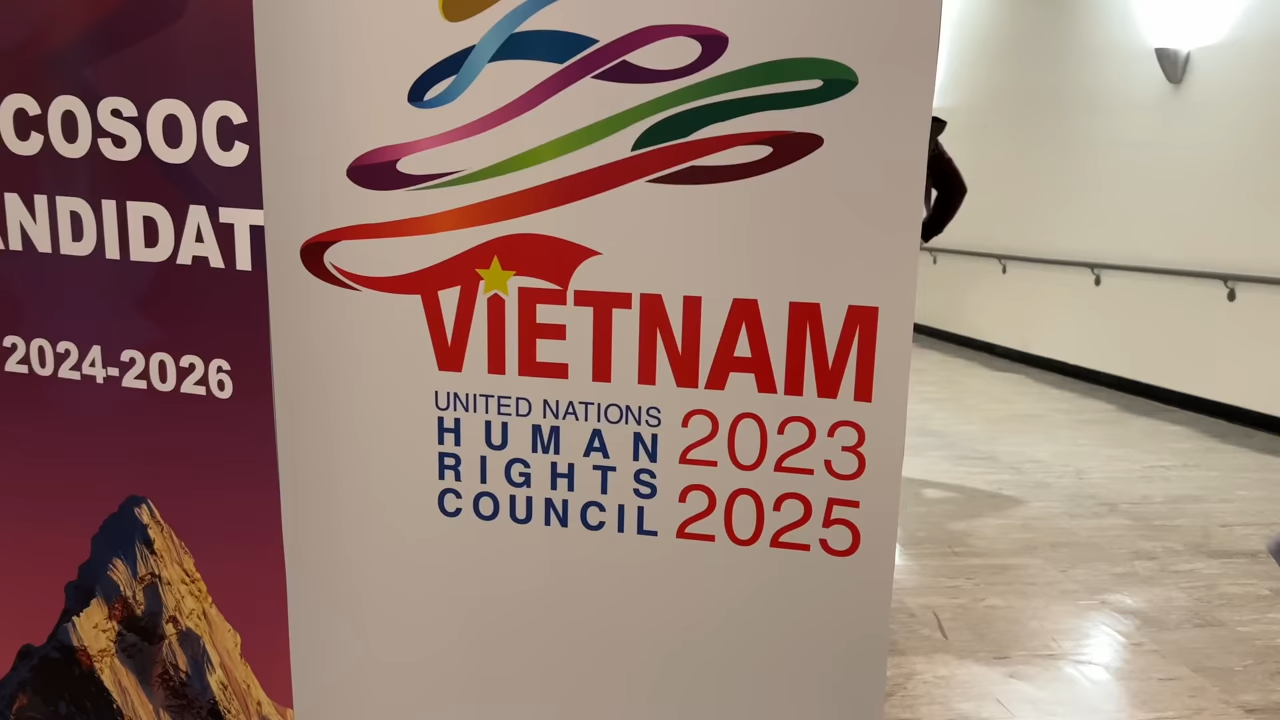 COSOC
ANDIDAT
2024-2026
VIETNAM
UNITED NATIONS
HUMAN
RIGHTS
COUNCIL
2023
2025